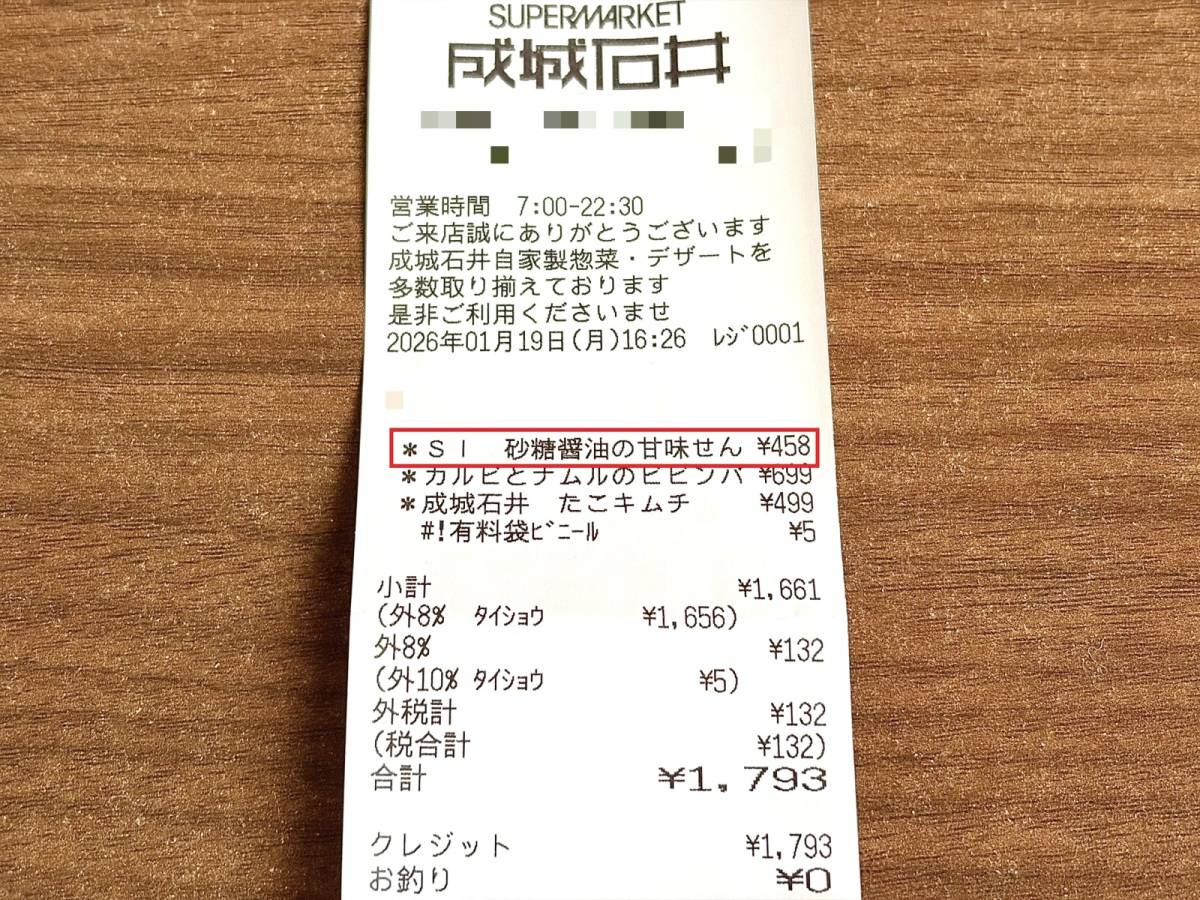 SUPERMARKET
成城石井
営業時間 7:00-22:30
ご来店誠にありがとうございます
成城石井自家製惣菜・デザートを
多数取り揃えております
是非ご利用くださいませ
2026年01月19日(月)16:26 ﾚｼﾞ0001
*ＳＩ 砂糖醤油の甘味せん ¥458
*カルビとナムルのビビンバ ¥699
*成城石井 たこキムチ ¥499
#!有料袋ﾋﾞﾆｰﾙ ¥5
小計 ¥1,661
(外8% ﾀｲｼｮｳ ¥1,656)
外8% ¥132
(外10% ﾀｲｼｮｳ ¥5)
外税計 ¥132
(税合計 ¥132)
合計 ¥1,793
クレジット ¥1,793
お釣り ¥0